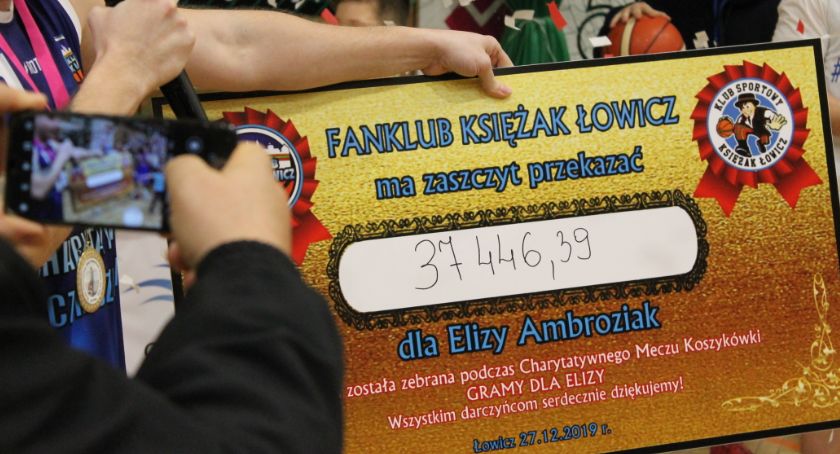 FANKLUB KSIĘŻAK ŁOWICZ
ma zaszczyt przekazać
37 446,39
dla Elizy Ambroziak
została zebrana podczas Charytatywnego Meczu Koszykówki
GRAMY DLA ELIZY
Wszystkim darczyńcom serdecznie dziękujemy!
Łowicz 27.12.2019 r.
KLUB SPORTOWY
KSIĘŻAK ŁOWICZ